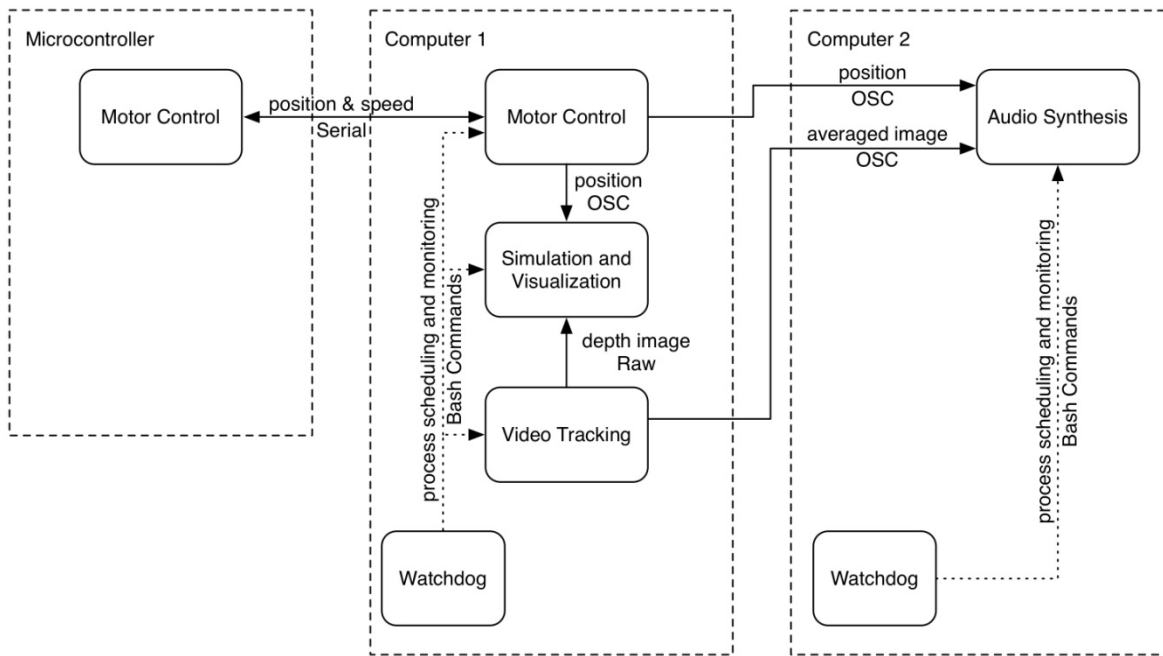 Microcontroller
Motor Control
position & speed
Serial
Computer 1
Motor Control
position
OSC
Simulation and
Visualization
depth image
Raw
Video Tracking
process scheduling and monitoring
Bash Commands
Watchdog
Computer 2
position
OSC
averaged image
OSC
Audio Synthesis
process scheduling and monitoring
Bash Commands
Watchdog